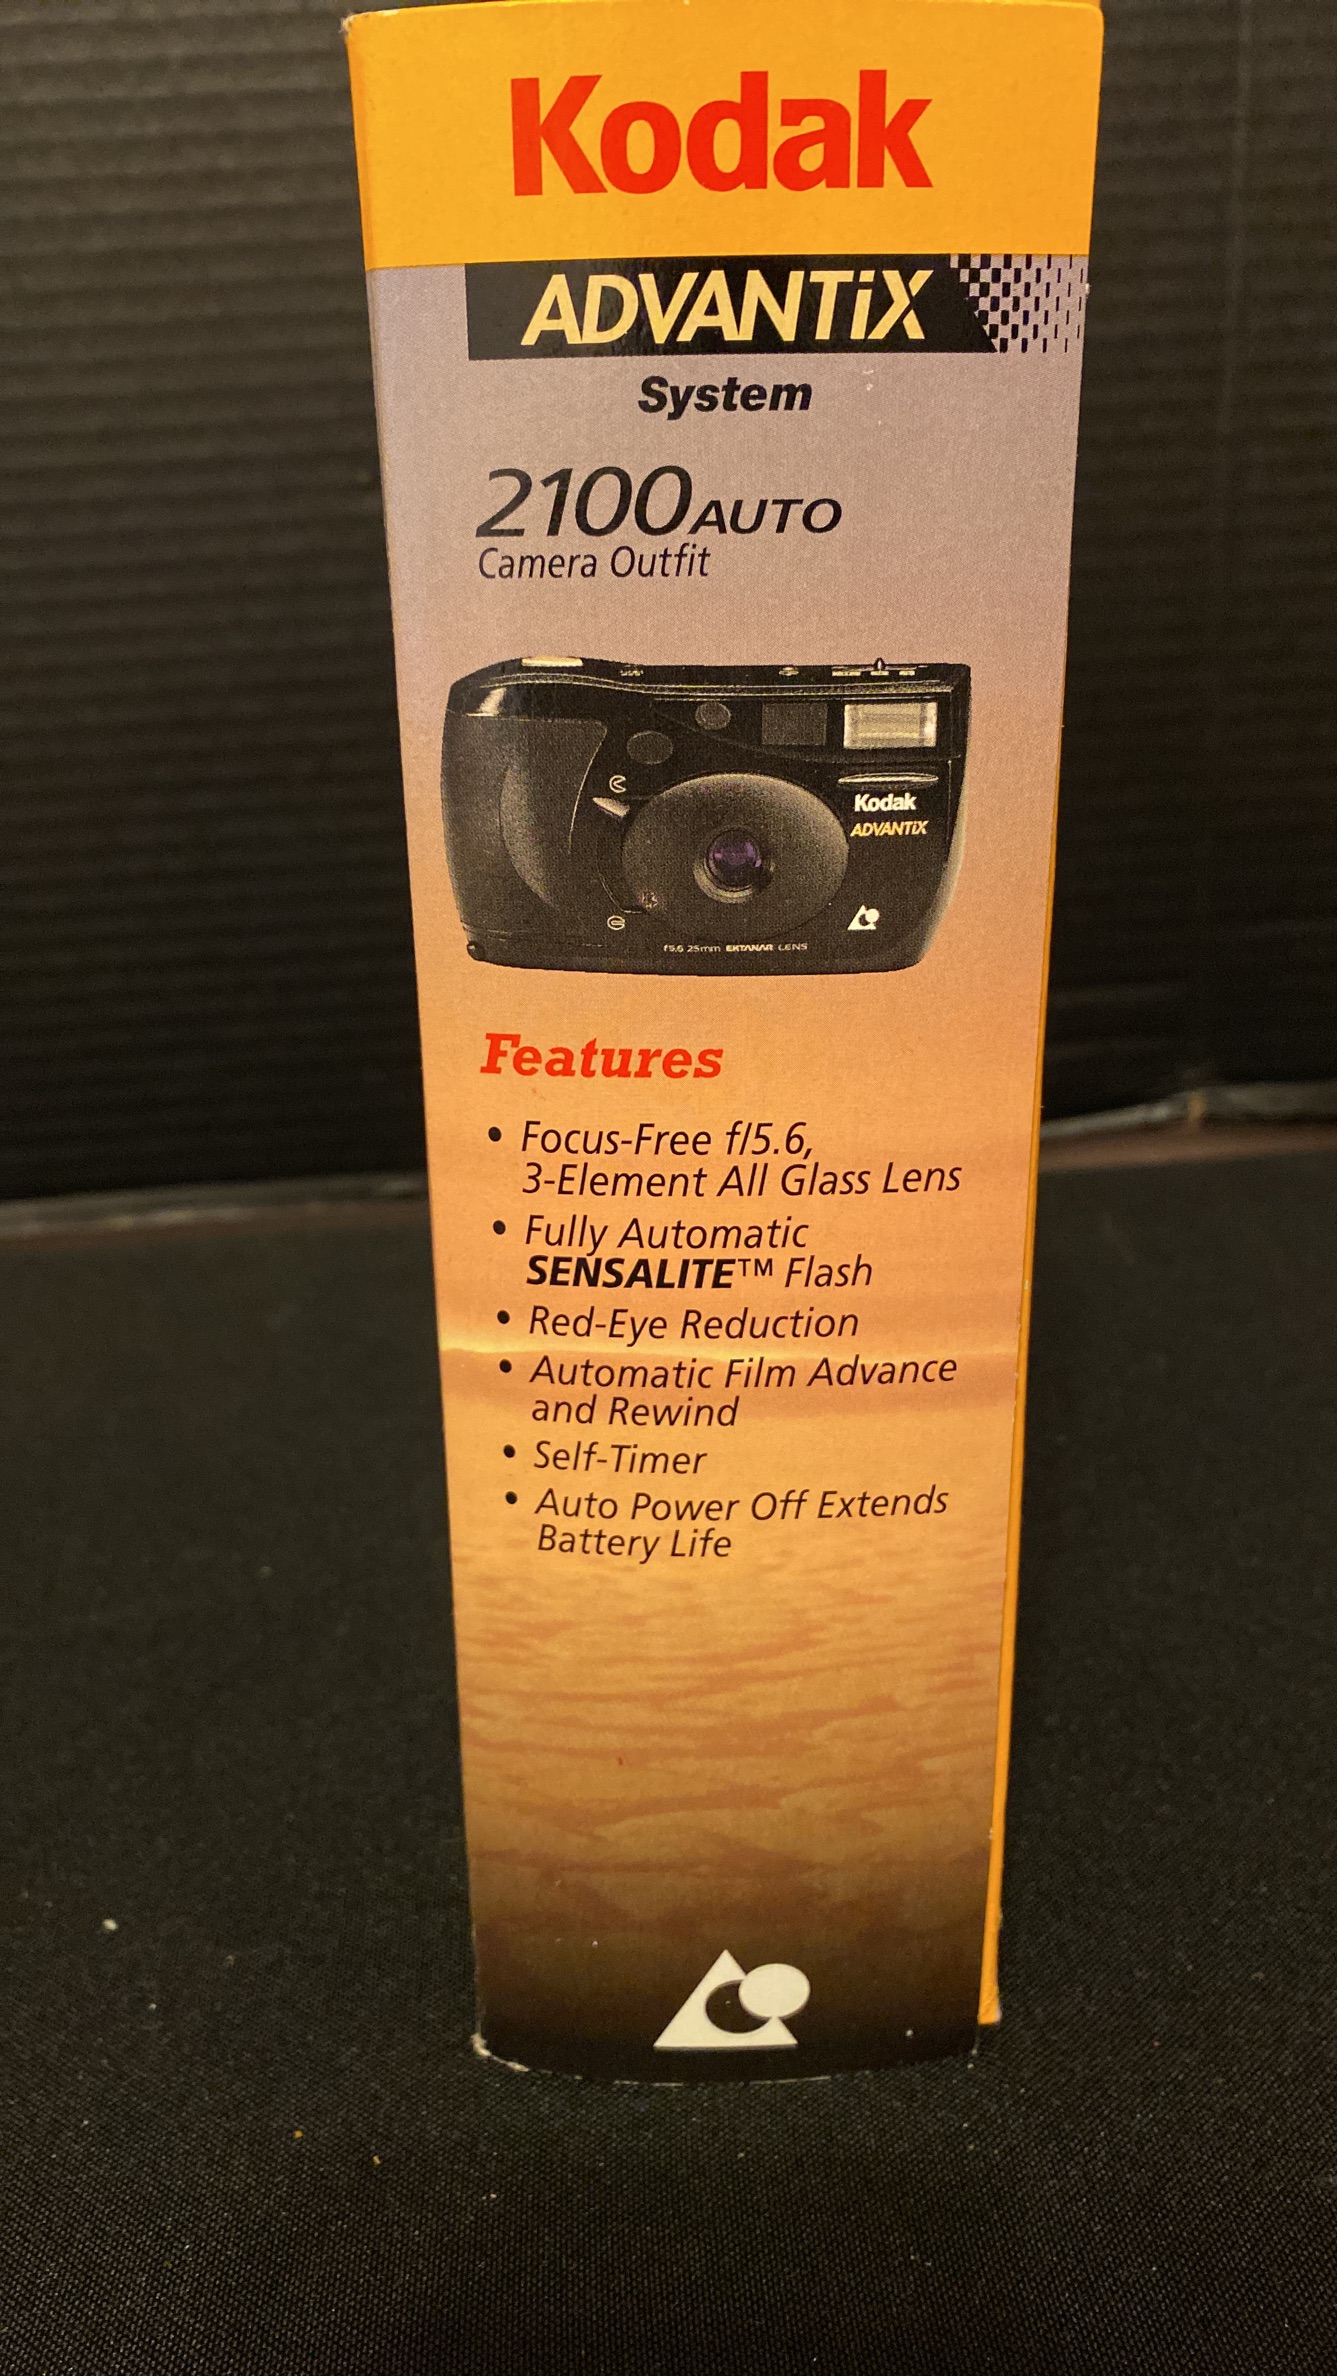 Kodak
ADVANTiX
System
2100 AUTO
Camera Outfit
Kodak
ADVANTiX
f5.6 25mm EKTANAR LENS
Features
• Focus-Free f/5.6,
3-Element All Glass Lens
• Fully Automatic
SENSALITE™ Flash
• Red-Eye Reduction
• Automatic Film Advance
and Rewind
• Self-Timer
• Auto Power Off Extends
Battery Life